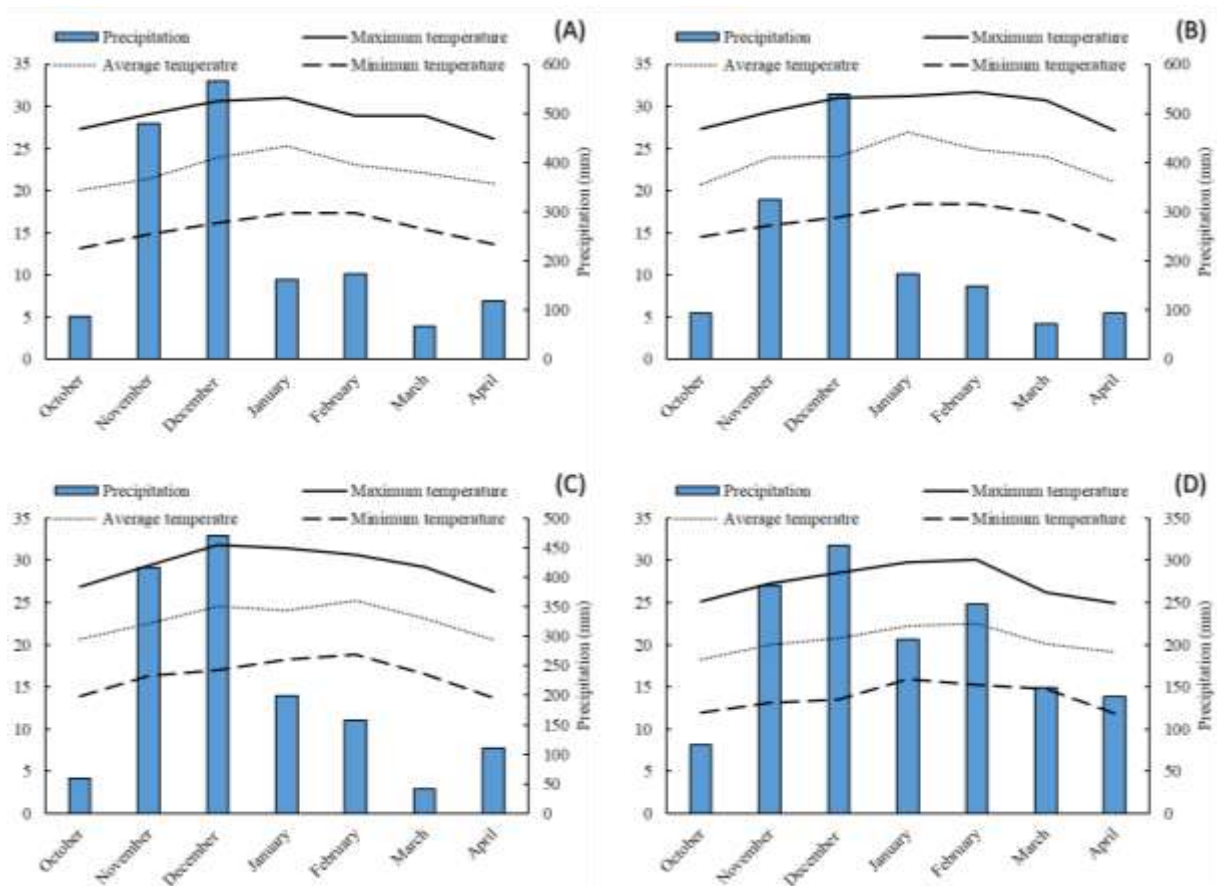 (A)
Precipitation Maximum temperature
Average temperatre Minimum temperature
35 30 25 20 15 10 5 0
600 500 400 300 200 100 0
Precipitation (mm)
October November December January February March April
(B)
Precipitation Maximum temperature
Average temperatre Minimum temperature
35 30 25 20 15 10 5 0
600 500 400 300 200 100 0
Precipitation (mm)
October November December January February March April
(C)
Precipitation Maximum temperature
Average temperatre Minimum temperature
35 30 25 20 15 10 5 0
500 450 400 350 300 250 200 150 100 50 0
Precipitation (mm)
October November December January February March April
(D)
Precipitation Maximum temperature
Average temperatre Minimum temperature
35 30 25 20 15 10 5 0
350 300 250 200 150 100 50 0
Precipitation (mm)
October November December January February March April